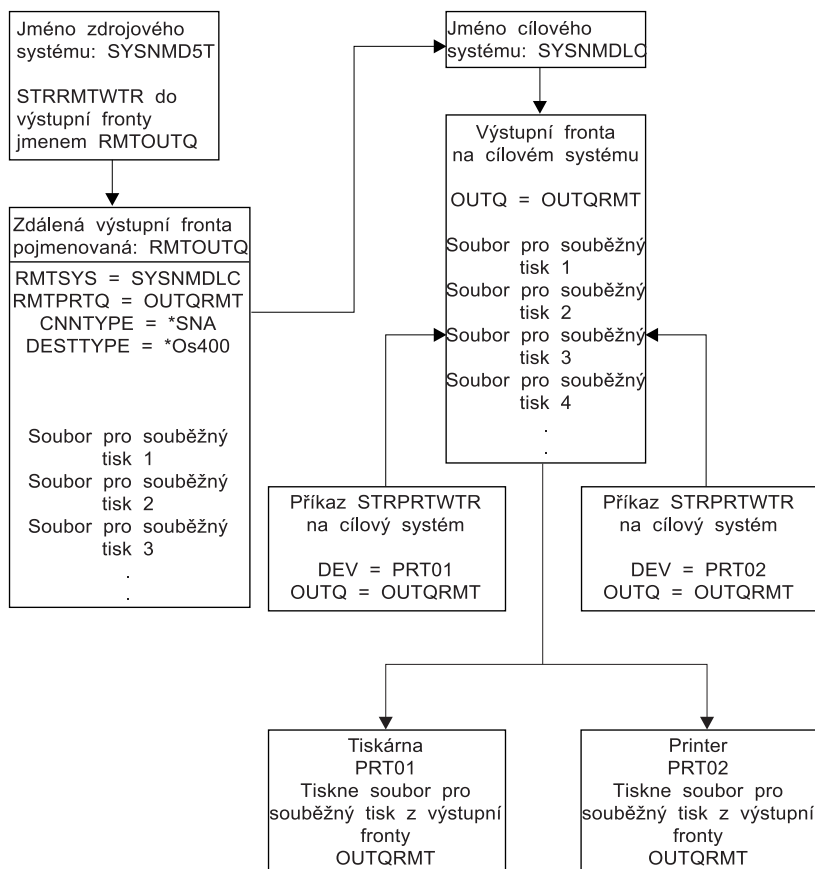 Jméno zdrojového
systému: SYSNMD5T
STRRMTWTR do
výstupní fronty
jmenem RMTOUTQ
Jméno cílového
systému: SYSNMDLC
Zdálená výstupní fronta
pojmenovaná: RMTOUTQ
RMTSYS = SYSNMDLC
RMTPRTQ = OUTQRMT
CNNTYPE = *SNA
DESTTYPE = *Os400
Soubor pro souběžný
tisk 1
Soubor pro souběžný
tisk 2
Soubor pro souběžný
tisk 3
.
.
Výstupní fronta
na cílovém systému
OUTQ = OUTQRMT
Soubor pro souběžný
tisk 1
Soubor pro souběžný
tisk 2
Soubor pro souběžný
tisk 3
Soubor pro souběžný
tisk 4
.
.
Příkaz STRPRTWTR
na cílový systém
DEV = PRT01
OUTQ = OUTQRMT
Příkaz STRPRTWTR
na cílový systém
DEV = PRT02
OUTQ = OUTQRMT
Tiskárna
PRT01
Tiskne soubor pro
souběžný tisk z výstupní
fronty
OUTQRMT
Printer
PRT02
Tiskne soubor pro
souběžný tisk z výstupní
fronty
OUTQRMT